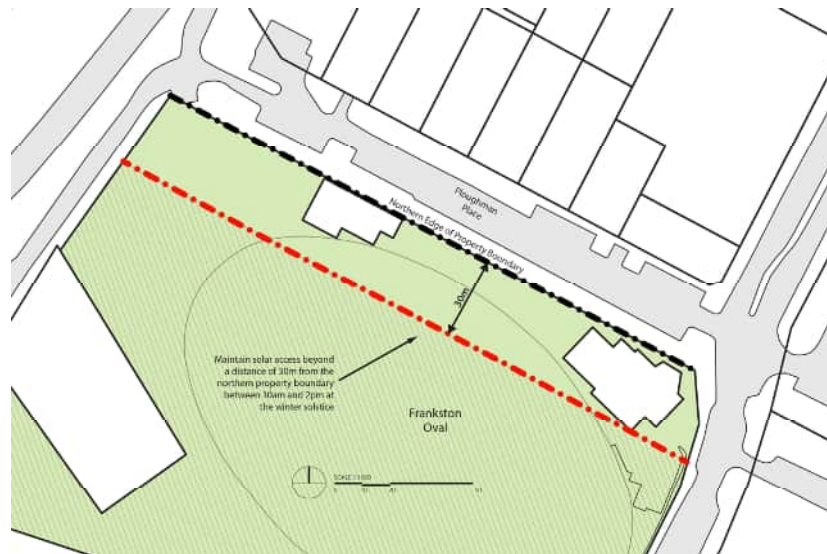 Ploughman
Place
Northern Edge of Property Boundary
30m
Maintain solar access beyond
a distance of 30m from the
northern property boundary
between 30am and 2pm at
the winter solstice
Frankston
Oval